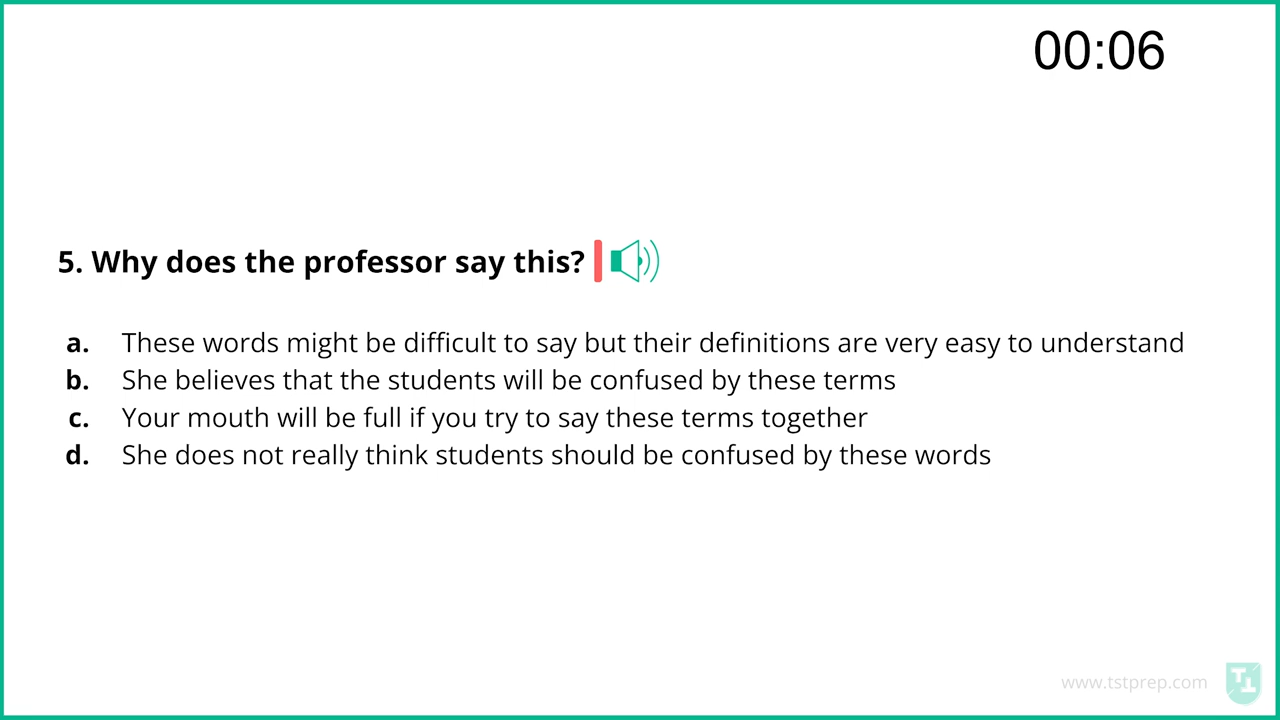 00:06
5. Why does the professor say this?
a. These words might be difficult to say but their definitions are very easy to understand
b. She believes that the students will be confused by these terms
c. Your mouth will be full if you try to say these terms together
d. She does not really think students should be confused by these words
www.tstprep.com